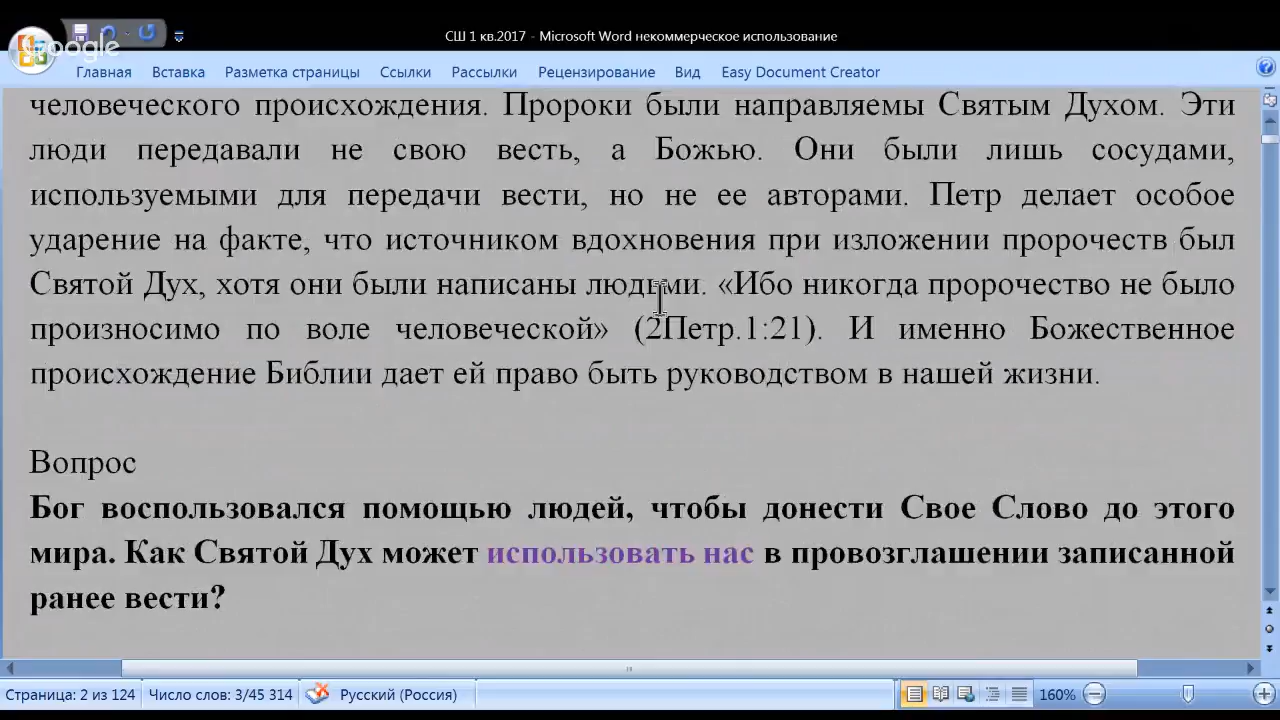 Google
СШ 1 кв.2017 - Microsoft Word некоммерческое использование
Главная Вставка Разметка страницы Ссылки Рассылки Рецензирование Вид Easy Document Creator
человеческого происхождения. Пророки были направляемы Святым Духом. Эти
люди передавали не свою весть, а Божью. Они были лишь сосудами,
используемыми для передачи вести, но не ее авторами. Петр делает особое
ударение на факте, что источником вдохновения при изложении пророчеств был
Святой Дух, хотя они были написаны людьми. «Ибо никогда пророчество не было
произносимо по воле человеческой» (2Петр.1:21). И именно Божественное
происхождение Библии дает ей право быть руководством в нашей жизни.
Вопрос
Бог воспользовался помощью людей, чтобы донести Свое Слово до этого
мира. Как Святой Дух может использовать нас в провозглашении записанной
ранее вести?
Страница: 2 из 124 Число слов: 3/45 314 Русский (Россия) 160%